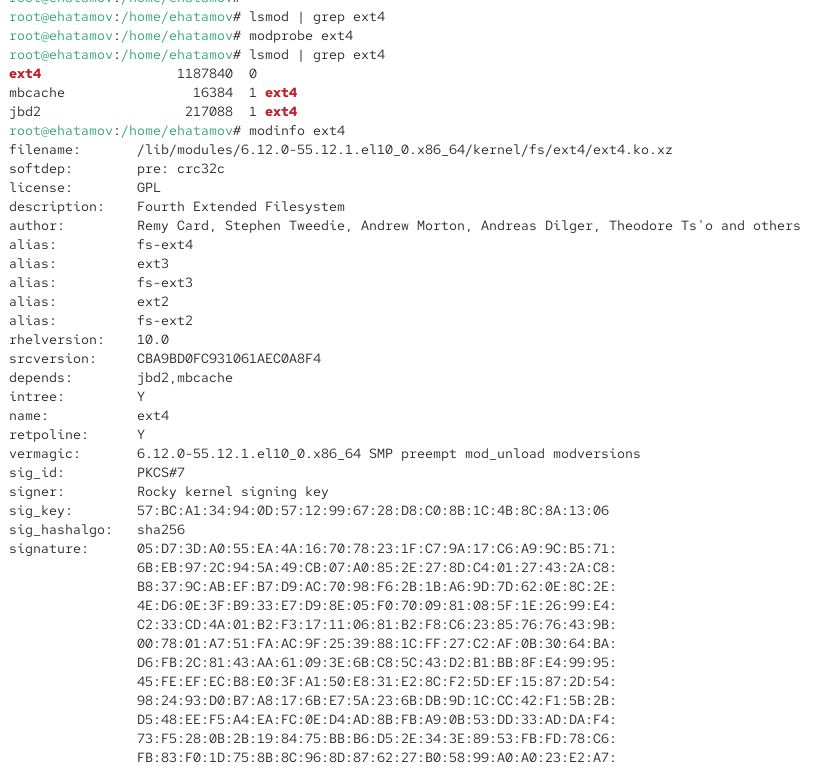 root@ehatamov:/home/ehatamov# lsmod | grep ext4
root@ehatamov:/home/ehatamov# modprobe ext4
root@ehatamov:/home/ehatamov# lsmod | grep ext4
ext4                 1187840  0
mbcache                16384  1 ext4
jbd2                  217088  1 ext4
root@ehatamov:/home/ehatamov# modinfo ext4
filename:       /lib/modules/6.12.0-55.12.1.el10_0.x86_64/kernel/fs/ext4/ext4.ko.xz
softdep:        pre: crc32c
license:        GPL
description:    Fourth Extended Filesystem
author:         Remy Card, Stephen Tweedie, Andrew Morton, Andreas Dilger, Theodore Ts'o and others
alias:          fs-ext4
alias:          ext3
alias:          fs-ext3
alias:          ext2
alias:          fs-ext2
rhelversion:    10.0
srcversion:     CBA9BD0FC931061AEC0A8F4
depends:        jbd2,mbcache
intree:         Y
name:           ext4
retpoline:      Y
vermagic:       6.12.0-55.12.1.el10_0.x86_64 SMP preempt mod_unload modversions
sig_id:         PKCS#7
signer:         Rocky kernel signing key
sig_key:        57:BC:A1:34:94:0D:57:12:99:67:28:D8:C0:8B:1C:4B:8C:8A:13:06
sig_hashalgo:   sha256
signature:      05:D7:3D:A0:55:EA:4A:16:70:78:23:1F:C7:9A:17:C6:A9:9C:B5:71:
                6B:EB:97:2C:94:5A:49:CB:07:A0:85:2E:27:8D:C4:01:27:43:2A:C8:
                B8:37:9C:AB:EF:B7:D9:AC:70:98:F6:2B:1B:A6:9D:7D:62:0E:8C:2E:
                4E:D6:0E:3F:B9:33:E7:D9:8E:05:F0:70:09:81:08:5F:1E:26:99:E4:
                C2:33:CD:4A:01:B2:F3:17:11:06:81:B2:F8:C6:23:85:76:76:43:9B:
                00:78:01:A7:51:FA:AC:9F:25:39:88:1C:FF:27:C2:AF:0B:30:64:BA:
                D6:FB:2C:81:43:AA:61:09:3E:6B:C8:5C:43:D2:B1:BB:8F:E4:99:95:
                45:FE:EF:EC:B8:E0:3F:A1:50:E8:31:E2:8C:F2:5D:EF:15:87:2D:54:
                98:24:93:D0:B7:A8:17:6B:E7:5A:23:6B:DB:9D:1C:CC:42:F1:5B:2B:
                D5:48:EE:F5:A4:EA:FC:0E:D4:AD:8B:FB:A9:0B:53:DD:33:AD:DA:F4:
                73:F5:28:0B:2B:19:84:75:BB:B6:D5:2E:34:3E:89:53:FB:FD:78:C6:
                FB:83:F0:1D:75:8B:8C:96:8D:87:62:27:B0:58:99:A0:A0:23:E2:A7: